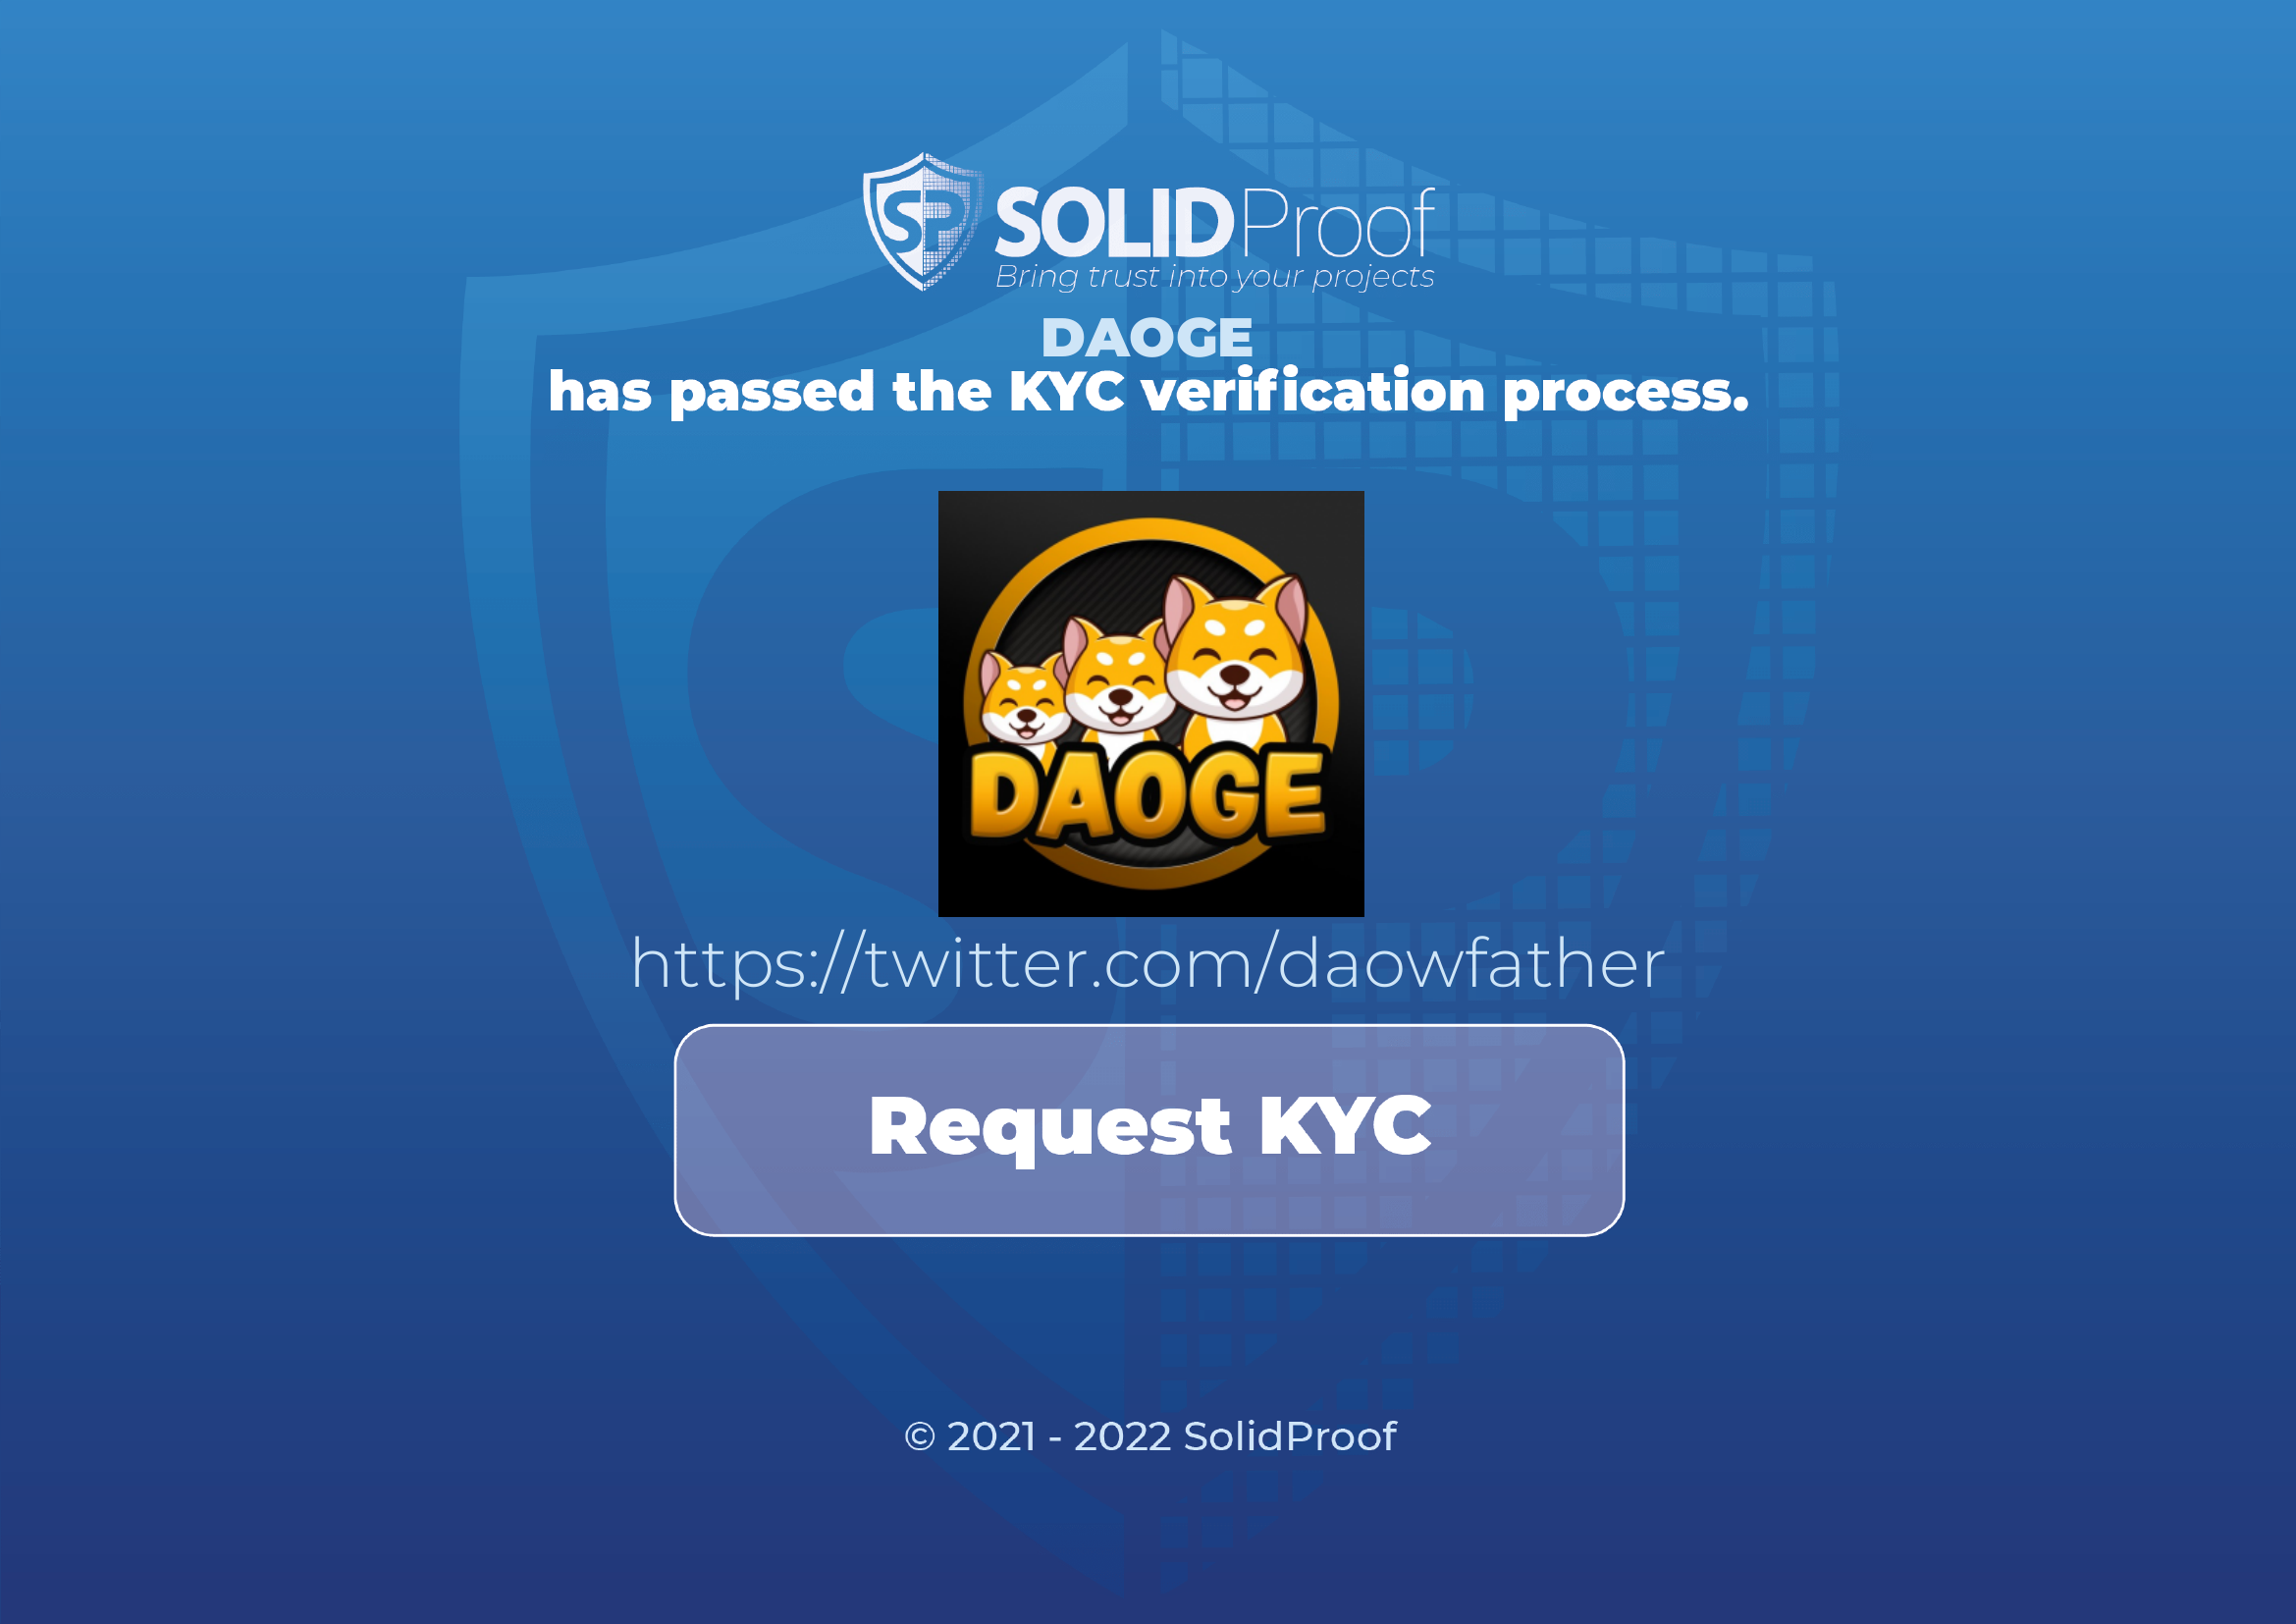 SP SOLIDProof
Bring trust into your projects
DAOGE
has passed the KYC verification process.
DAOGE
https://twitter.com/daowfather
Request KYC
© 2021 - 2022 SolidProof